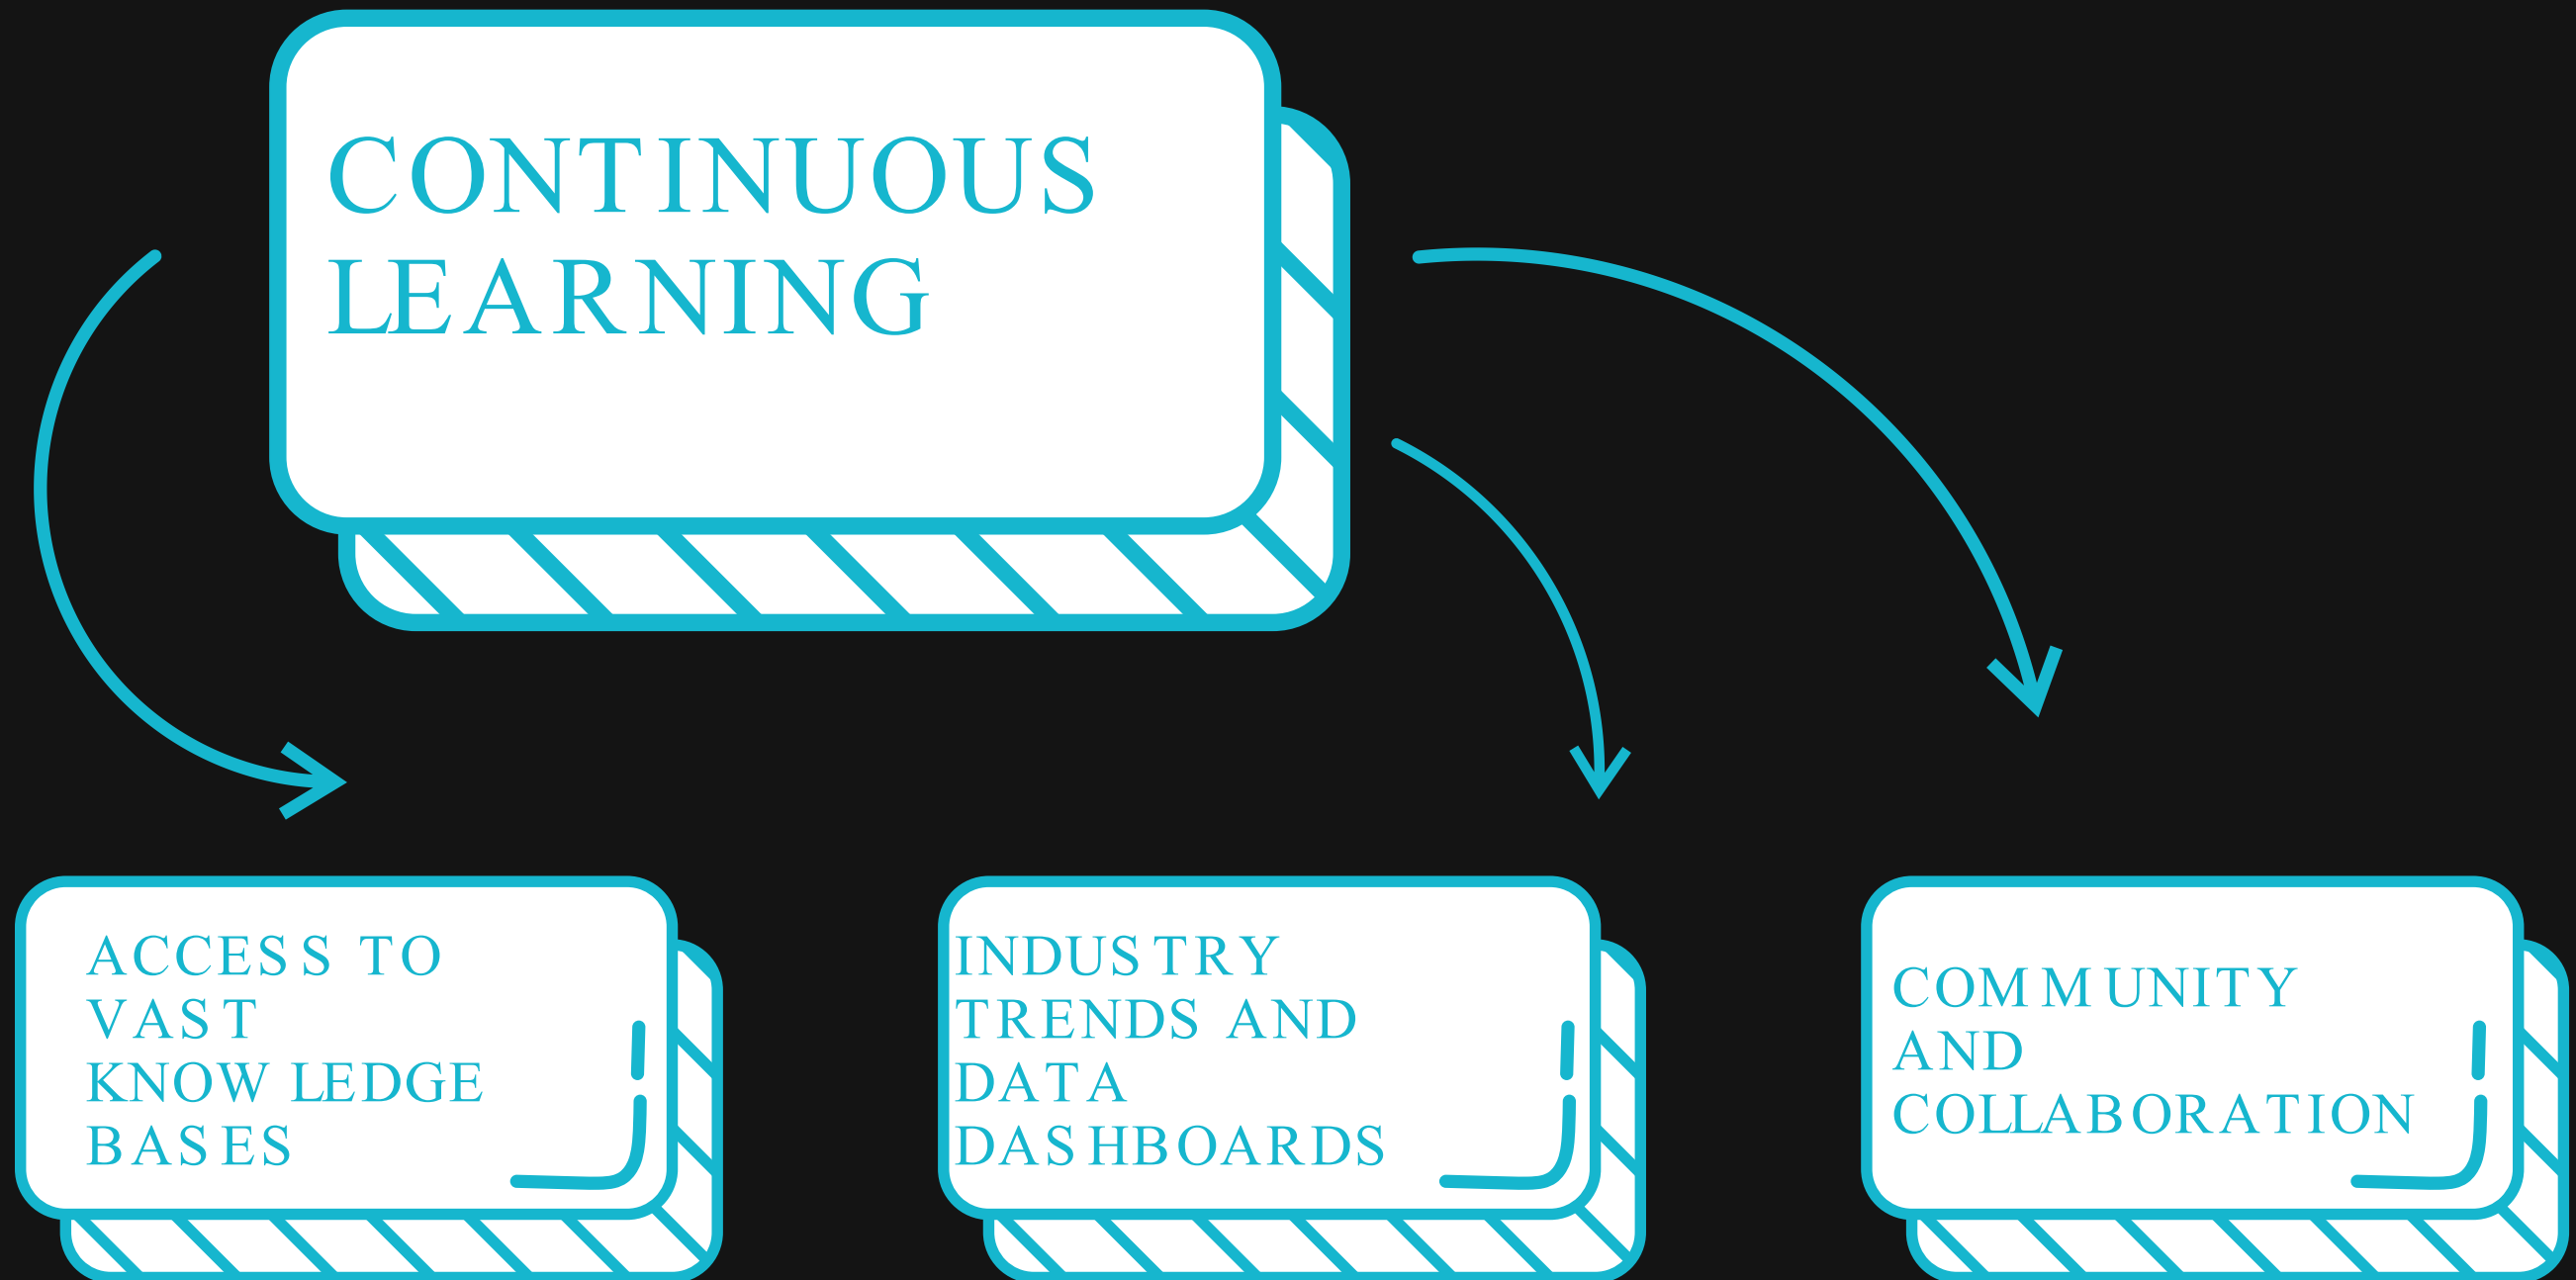 CONTINUOUS
LEARNING
ACCESS TO
VAST
KNOWLEDGE
BASES
INDUSTRY
TRENDS AND
DATA
DASHBOARDS
COMMUNITY
AND
COLLABORATION